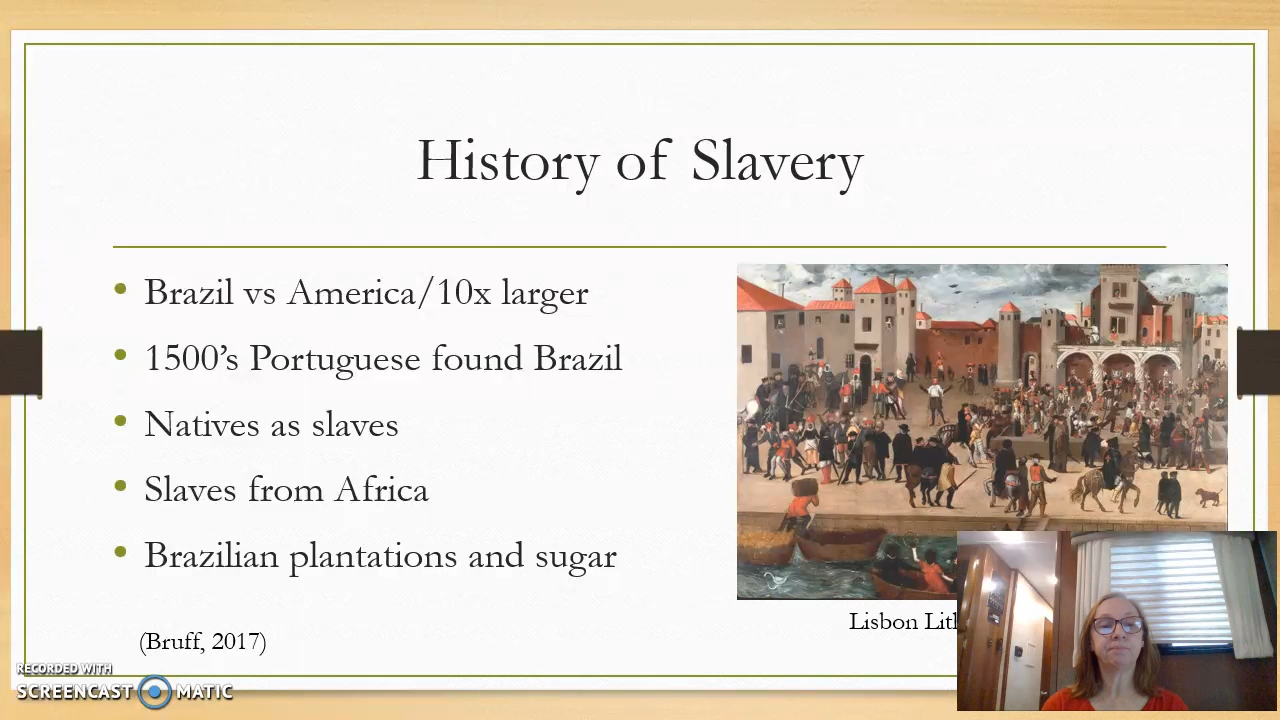 History of Slavery
Brazil vs America/10x larger
1500’s Portuguese found Brazil
Natives as slaves
Slaves from Africa
Brazilian plantations and sugar
(Bruff, 2017)
Lisbon
RECORDED WITH
SCREENCAST MATIC